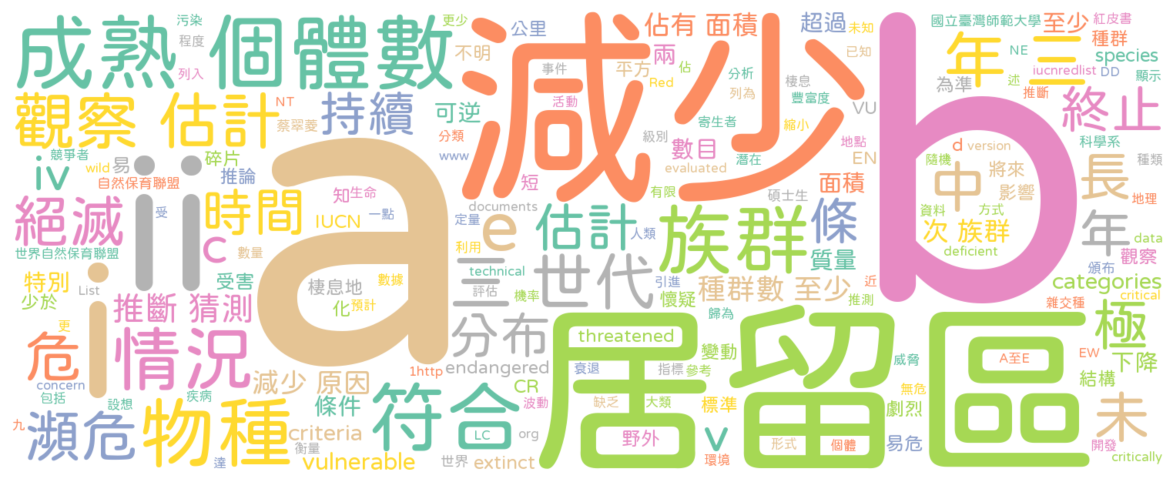 成熟 個體數
減少
a
b
居留區
ii
i
污染
程度
列入
更少
不明
公里
事件
活動
佔有 面積
兩
平方
超過
未知
已知
佔
分析
棲息
Red
列為
豐富度
VU
國立臺灣師範大學
年 三
NE
至少
紅皮書
種群
species
iucnredlist
DD
述
顯示
推斷
為準
終止
觀察 估計
NT
蔡翠菱
持續
可逆
分類
級別
寄生者
縮小
地點
數目
潛在
EN
evaluated
d
version
科學系
隨機
中
將來
影響
長
種類
競爭者
iv
wild
易
碎片
自然保育聯盟
推論
www
短
有限
碩士生
面積
地理
絕滅
c
時間
知
生命
受
IUCN
一點
documents
定量
e
估計
人類
族群
條
質量
資料
方式
次 族群
deficient
年
data
觀察
頒布
世界自然保育聯盟
數量
利用
特別
List
受害
棲息地
數據
化
預計
少於
推斷 猜測
三
technical
評估
世代
機率
引進
懷疑
歸為
種群數 至少
推測
近
categories
雜交種
critical
更
危
情況
分布
threatened
極
concern
包括
減少 原因
1http
endangered
衰退
指標
變動
參考
威脅
A至E
EW
下降
設想
疾病
條件
CR
波動
缺乏
大類
標準
無危
劇烈
結構
瀕危
物種
九
達
criteria
衡量
vulnerable
符合
LC
org
世界
extinct
野外
v
環境
形式
個體
易危
未
開發
critically